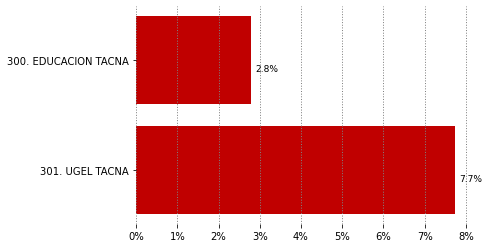 300. EDUCACION TACNA
2.8%
301. UGEL TACNA
7.7%
0% 1% 2% 3% 4% 5% 6% 7% 8%